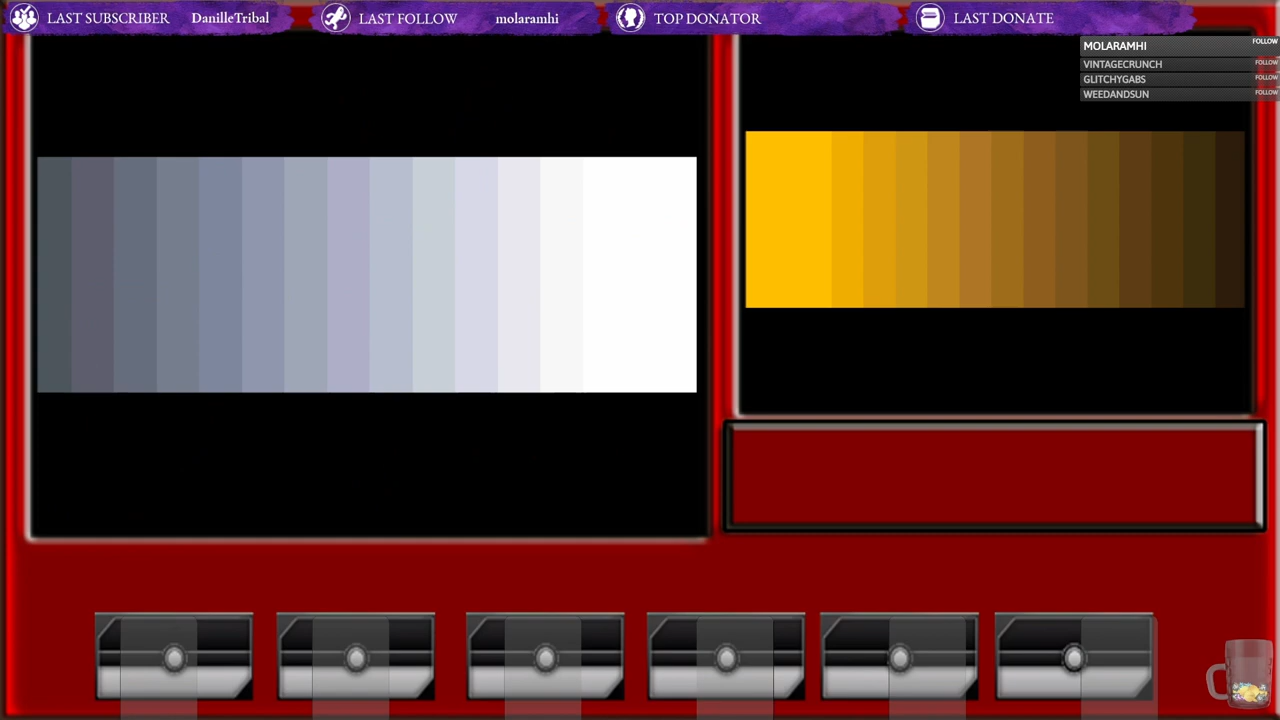 LAST SUBSCRIBER DanilleTribal
LAST FOLLOW molaramhi
TOP DONATOR
LAST DONATE
MOLARAMHI FOLLOW
VINTAGECRUNCH FOLLOW
GLITCHYGABS FOLLOW
WEEDANDSUN FOLLOW